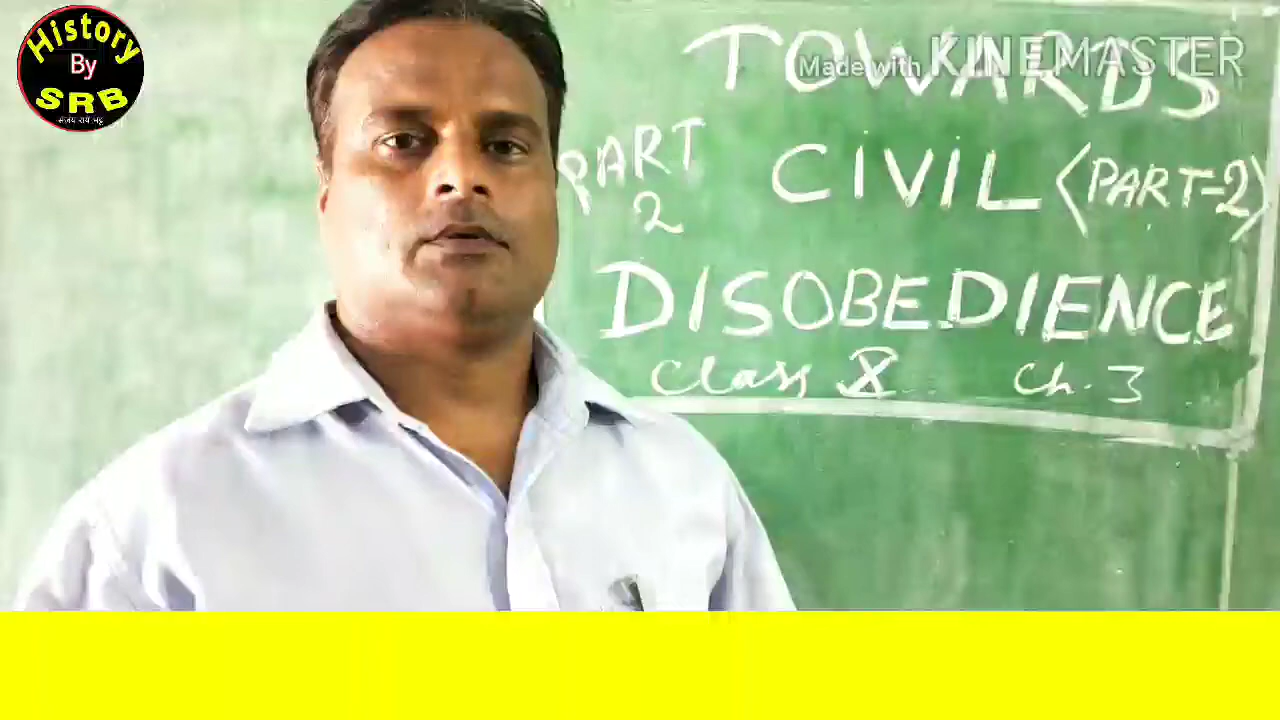 History
By
SRB
Made with KINEMASTER
TOWARDS
PART
2
CIVIL (PART-2)
DISOBEDIENCE
Class X Ch. 3